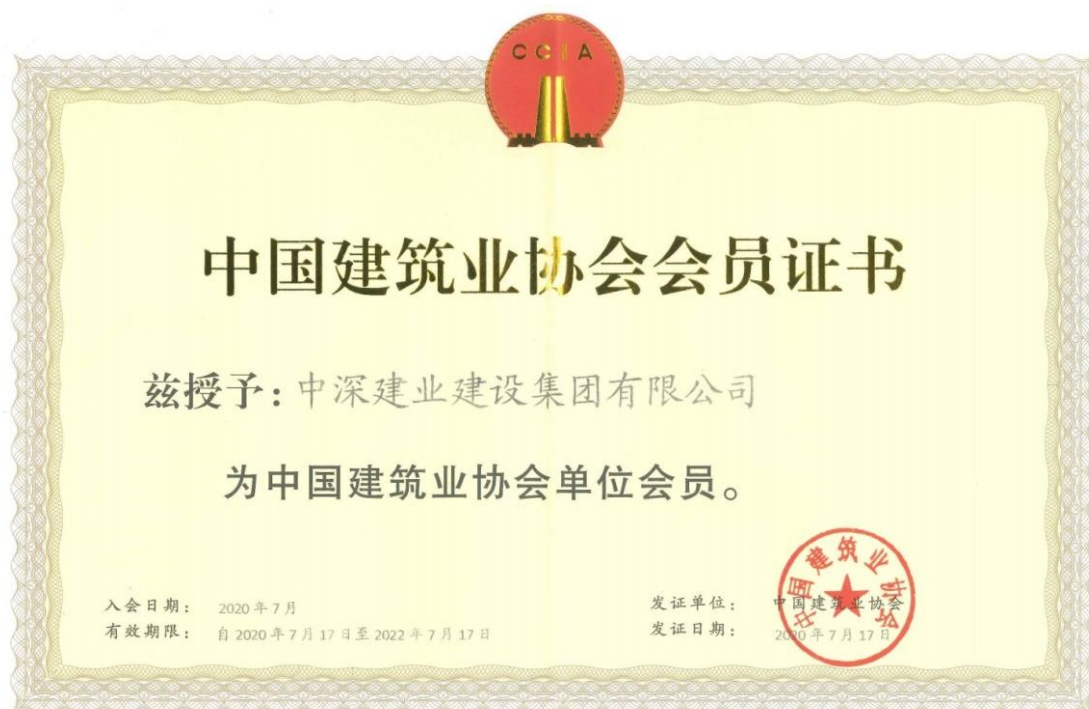 CCIA
中国建筑业协会会员证书
兹授予：中深建业建设集团有限公司
为中国建筑业协会单位会员。
入会日期： 2020年7月
有效期限： 自2020年7月17日至2022年7月17日
发证单位： 中国建筑业协会
发证日期： 2020年7月17日
中国建筑业协会